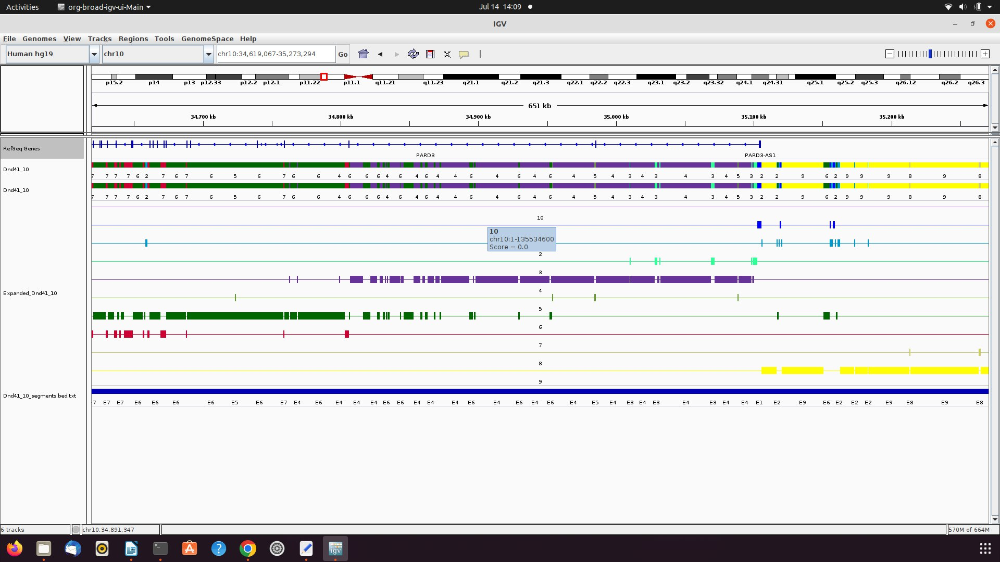 Activities org-broad-igv-ui-Main Jul 14 14:09
IGV
File Genomes View Tracks Regions Tools GenomeSpace Help
Human hg19 chr10 chr10:34,619,067-35,273,294 Go
p15.2 p14 p13 p12.33 p12.2 p12.1 p11.22 p11.1 q11.21 q11.23 q21.1 q21.2 q21.3 q22.1 q22.2 q22.3 q23.1 q23.2 q23.32 q24.1 q24.31 q25.1 q25.2 q25.3 q26.12 q26.2 q26.3
651 kb
34,700 kb 34,800 kb 34,900 kb 35,000 kb 35,100 kb 35,200 kb
RefSeq Genes
PARD3 PARD3-AS1
Dnd41_10
7 7 7 7 6 2 7 6 7 6 5 6 7 6 6 4 6 6 6 4 6 4 6 4 4 6 4 6 4 6 4 5 4 3 4 3 4 3 4 5 3 2 2 9 6 2 9 9 9 8 9 8
Dnd41_10
7 7 7 7 6 2 7 6 7 6 5 6 7 6 6 4 6 6 6 4 6 4 6 4 4 6 4 6 4 6 4 5 4 3 4 3 4 3 4 5 3 2 2 9 6 2 9 9 9 8 9 8
10
10
chr10:1-135534600
Score = 0.0
2
3
4
Expanded_Dnd41_10
5
6
7
8
9
Dnd41_10_segments.bed.txt
E7 E7 E7 E6 E6 E6 E6 E5 E6 E7 E4 E6 E4 E4 E4 E6 E6 E4 E4 E4 E6 E4 E6 E4 E6 E4 E5 E4 E3 E4 E3 E4 E3 E4 E4 E1 E2 E9 E6 E2 E2 E2 E9 E8 E9 E8
6 tracks chr10:34,891,347 570M of 664M
igv